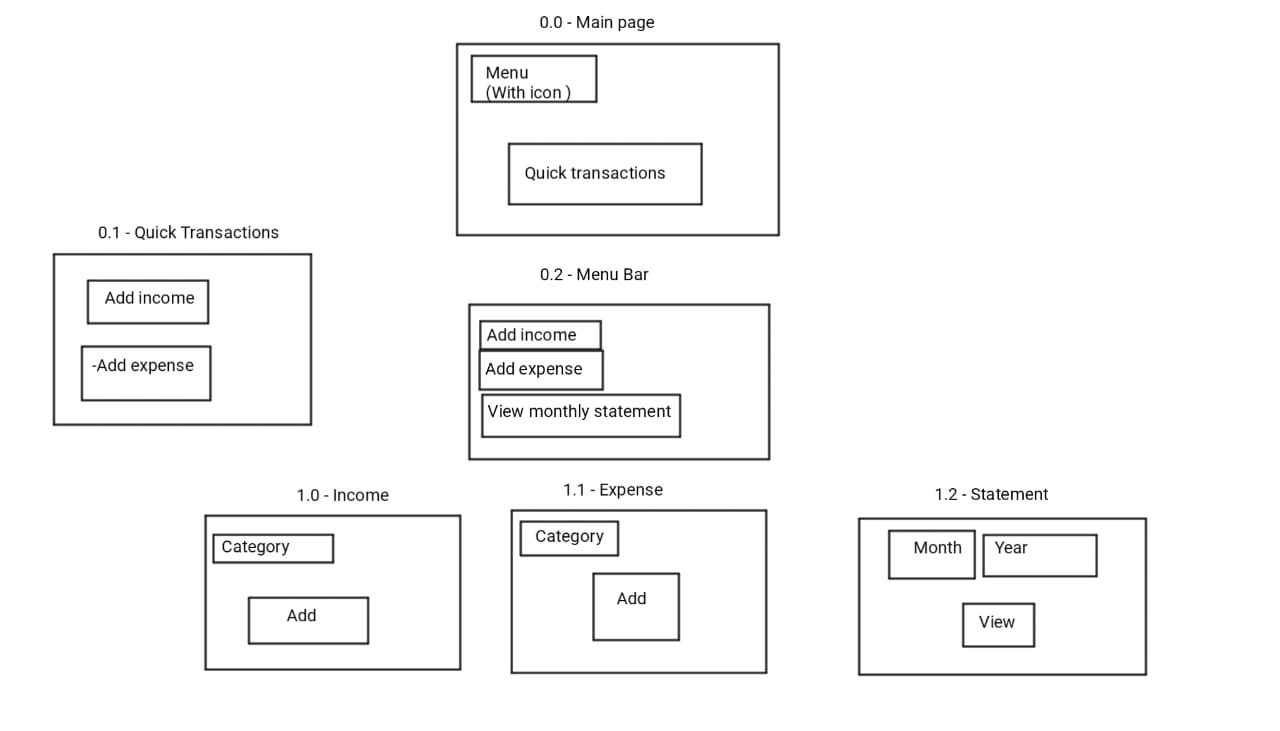 0.0 - Main page
Menu
(With icon )
Quick transactions
0.1 - Quick Transactions
Add income
-Add expense
0.2 - Menu Bar
Add income
Add expense
View monthly statement
1.0 - Income
Category
Add
1.1 - Expense
Category
Add
1.2 - Statement
Month
Year
View